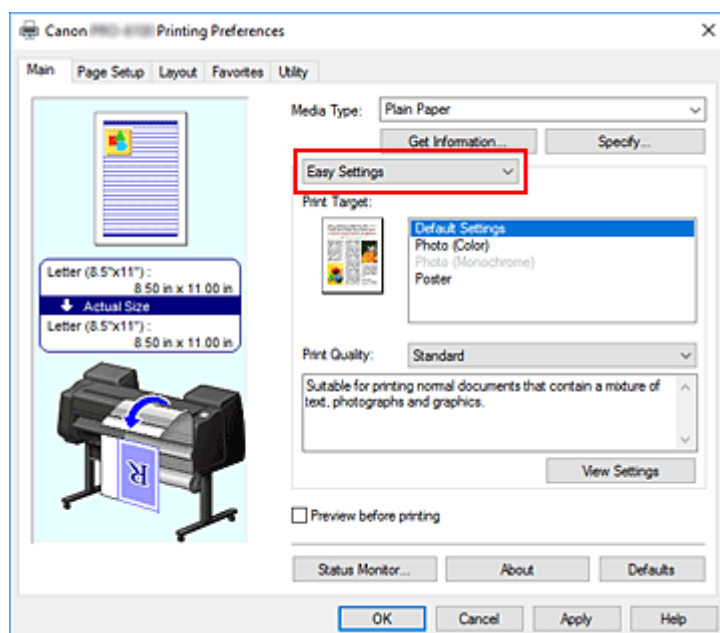 Canon Printing Preferences
Main Page Setup Layout Favorites Utility
Media Type: Plain Paper
Get Information... Specify...
Easy Settings
Print Target:
Default Settings
Photo (Color)
Photo (Monochrome)
Poster
Letter (8.5"x11") :
8.50 in x 11.00 in
Actual Size
Letter (8.5"x11") :
8.50 in x 11.00 in
Print Quality: Standard
Suitable for printing normal documents that contain a mixture of
text, photographs and graphics.
R
View Settings
Preview before printing
Status Monitor... About Defaults
OK Cancel Apply Help